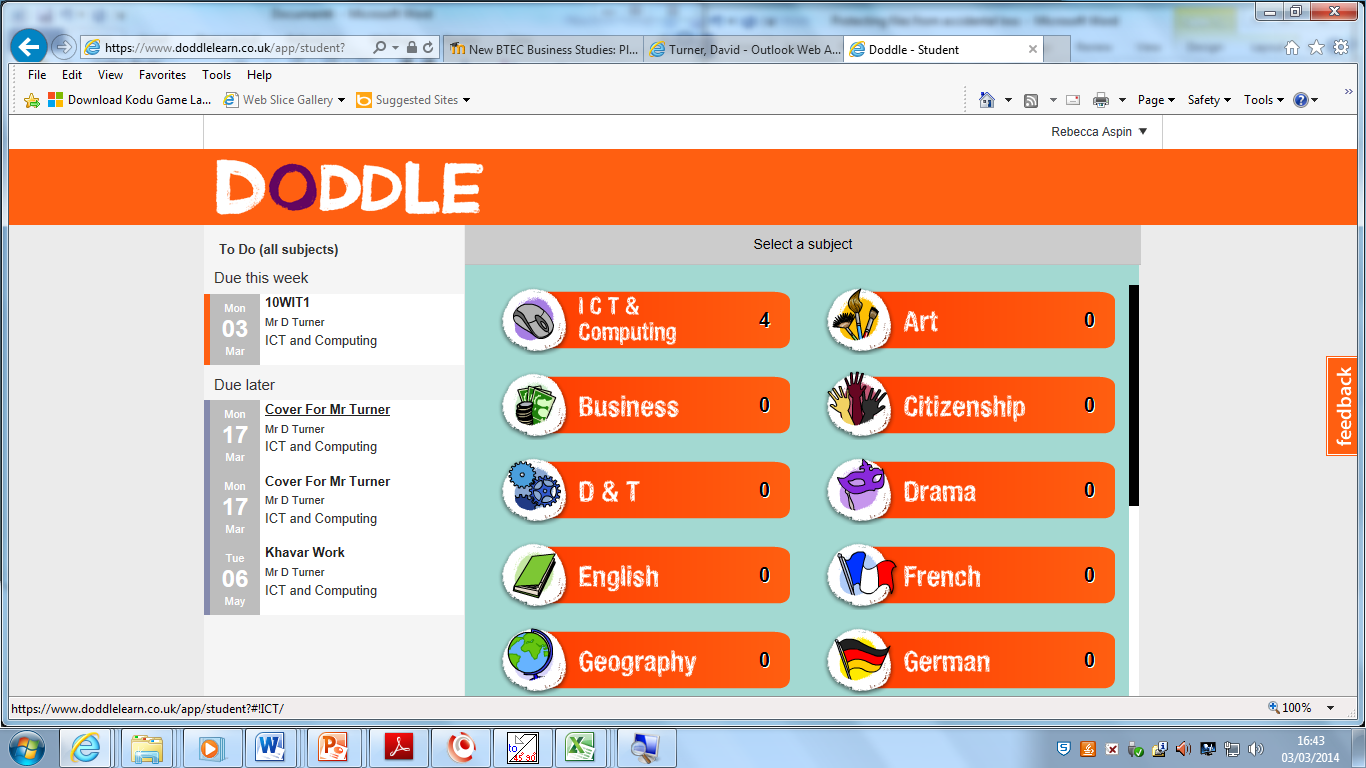 Documents - Microsoft Word
Protecting files from accidental loss - Microsoft Word
https://www.doddlelearn.co.uk/app/student?
New BTEC Business Studies: Pl...
Turner, David - Outlook Web A...
Doddle - Student
File Edit View Favorites Tools Help
Download Kodu Game La...
Web Slice Gallery
Suggested Sites
Page
Safety
Tools
Rebecca Aspin
DODDLE
To Do (all subjects)
Due this week
Mon
03
Mar
10WIT1
Mr D Turner
ICT and Computing
Due later
Mon
17
Mar
Cover For Mr Turner
Mr D Turner
ICT and Computing
Mon
17
Mar
Cover For Mr Turner
Mr D Turner
ICT and Computing
Tue
06
May
Khavar Work
Mr D Turner
ICT and Computing
Select a subject
I C T &
Computing
4
Art
0
Business
0
Citizenship
0
D & T
0
Drama
0
English
0
French
0
Geography
0
German
0
feedback
https://www.doddlelearn.co.uk/app/student?#!ICT/
100%
16:43
03/03/2014